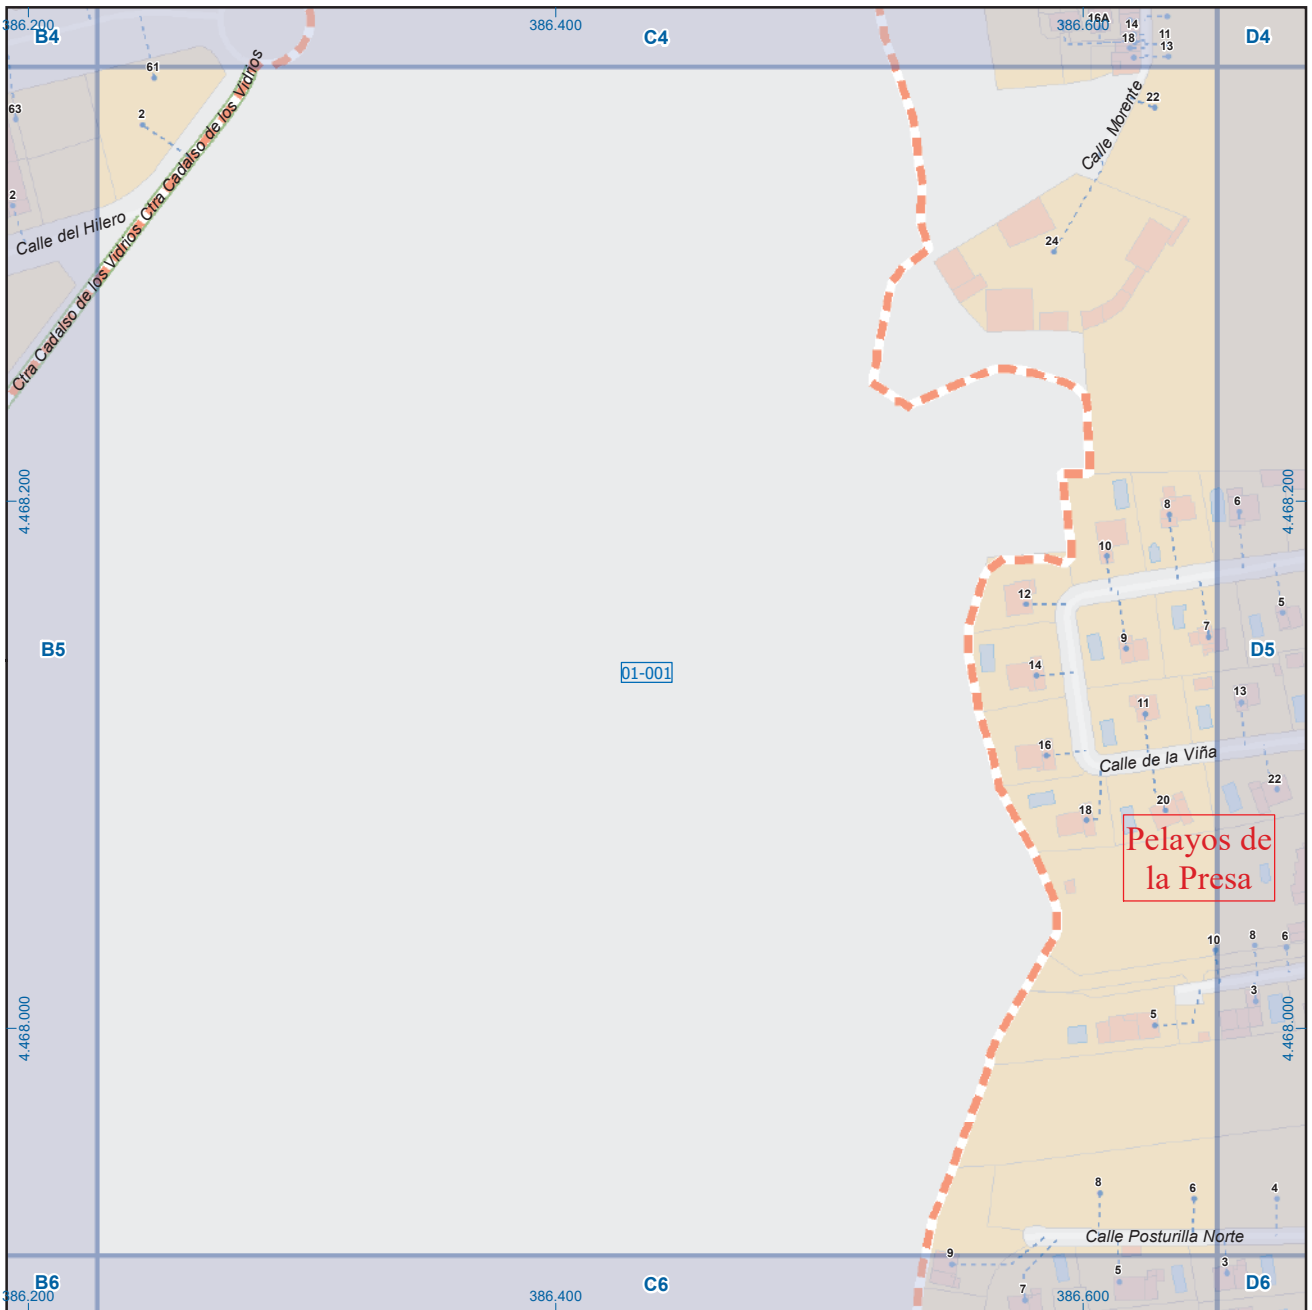 386.200
386.400
386.600
B4
C4
D4
16A
14
18
11
13
61
63
2
22
2
Calle Morente
Ctra Cadalso de los Vidrios
Calle del Hilero
24
Ctra Cadalso de los Vidrios
4.468.200
4.468.200
8
6
10
12
5
7
9
B5
D5
14
01-001
13
11
16
Calle de la Viña
22
20
18
Pelayos de
la Presa
10
8
6
3
5
4.468.000
4.468.000
8
6
4
Calle Posturilla Norte
9
5
3
7
B6
C6
D6
386.200
386.400
386.600